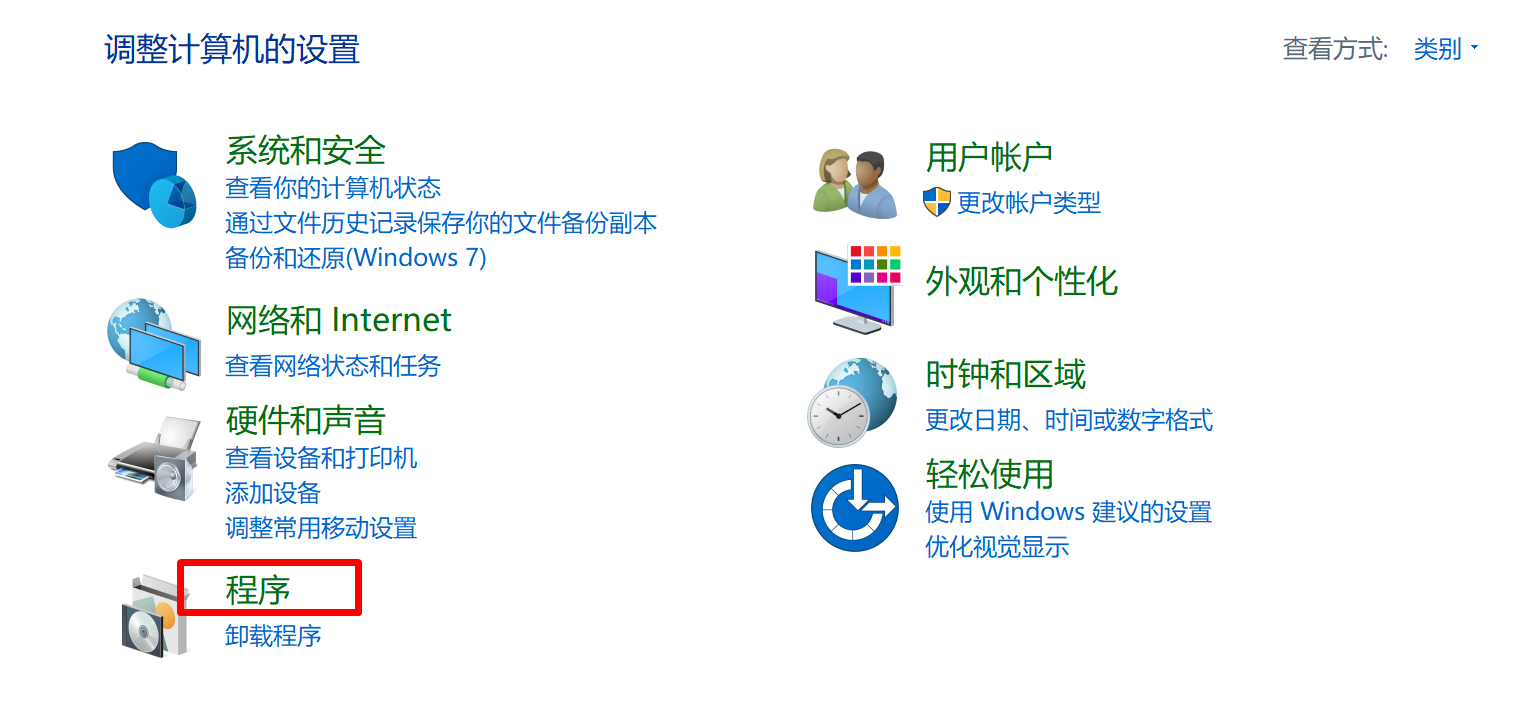 调整计算机的设置
查看方式: 类别
系统和安全
查看你的计算机状态
通过文件历史记录保存你的文件备份副本
备份和还原(Windows 7)
网络和 Internet
查看网络状态和任务
硬件和声音
查看设备和打印机
添加设备
调整常用移动设置
程序
卸载程序
用户帐户
更改帐户类型
外观和个性化
时钟和区域
更改日期、时间或数字格式
轻松使用
使用 Windows 建议的设置
优化视觉显示